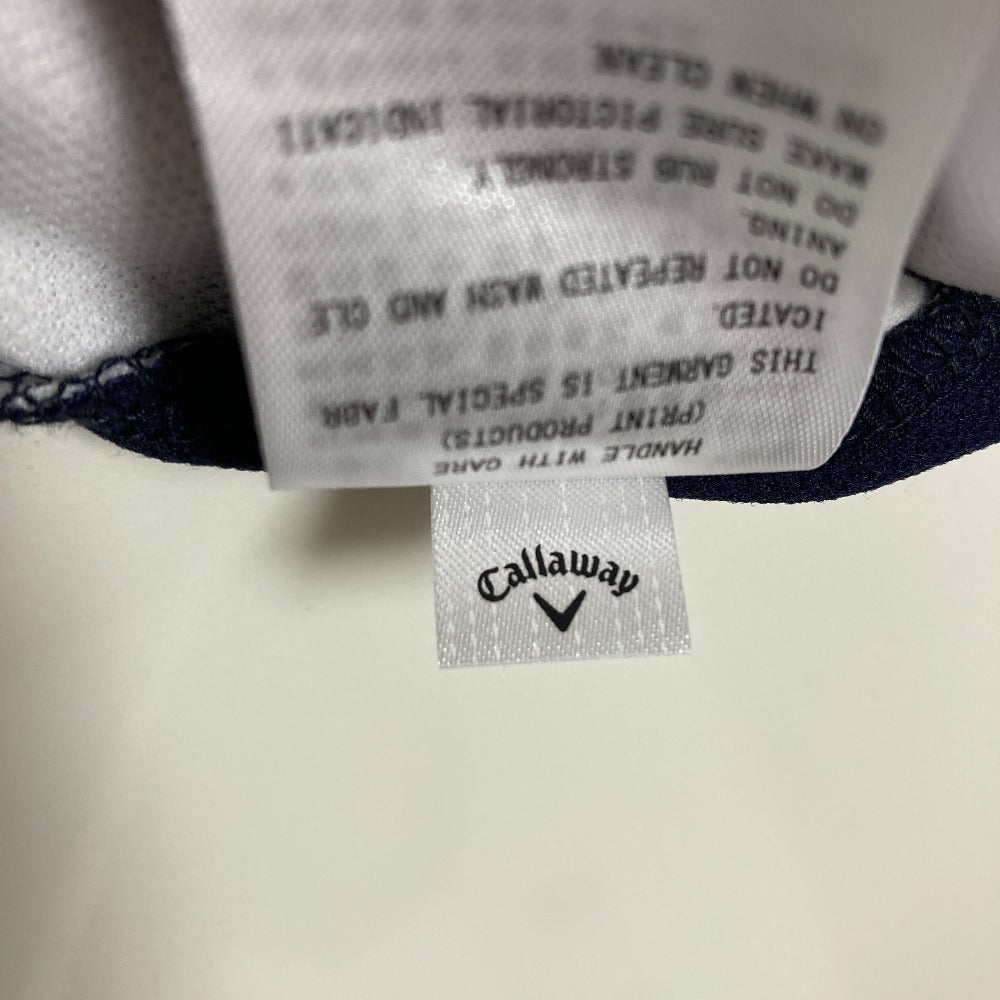 HANDLE WITH CARE
(PRINT PRODUCTS)
THIS GARMENT IS SPECIAL FABR
ICATED.
DO NOT REPEATED WASH AND CLE
ANING.
DO NOT RUB STRONGLY.
MAKE SURE PICTORIAL INDICATI
ON WHEN CLEAN.
Callaway